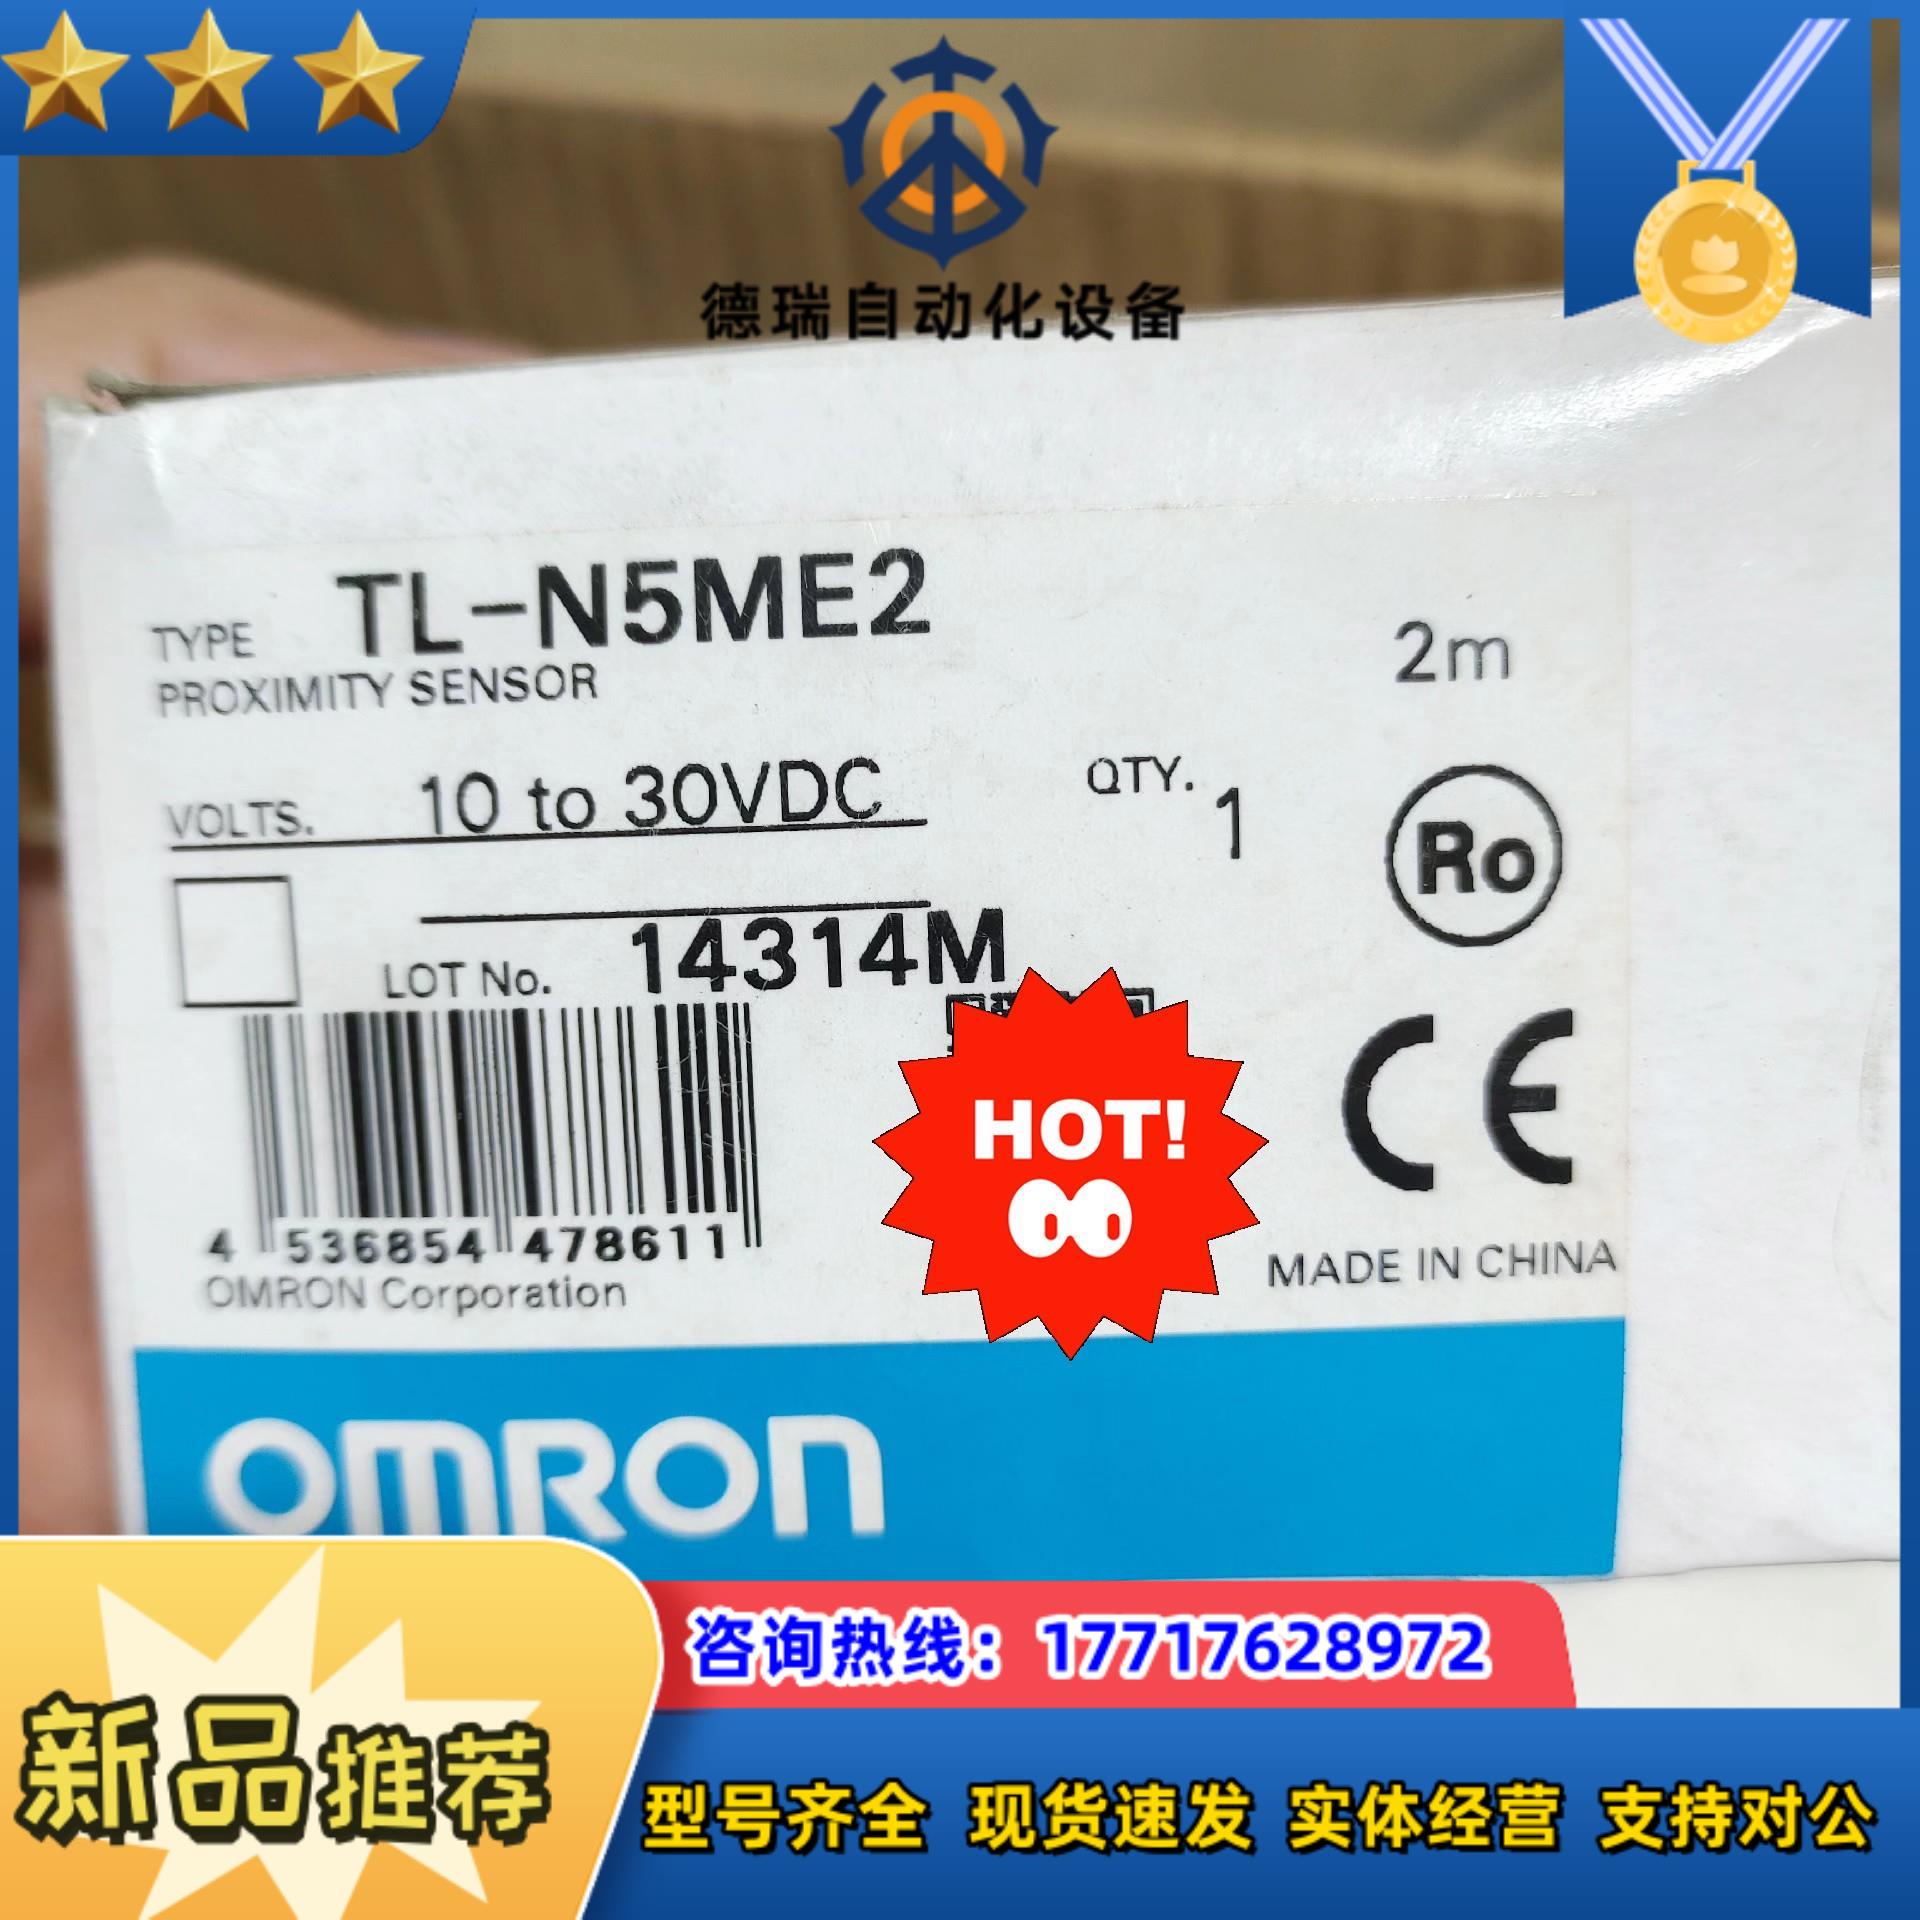 德瑞自动化设备
TYPE TL-N5ME2
PROXIMITY SENSOR
2m
VOLTS. 10 to 30VDC
QTY. 1
Ro
LOT No. 14314M
CE
HOT!
4 536854 478611
OMRON Corporation
MADE IN CHINA
OMRON
咨询热线：17717628972
新品推荐
型号齐全 现货速发 实体经营 支持对公